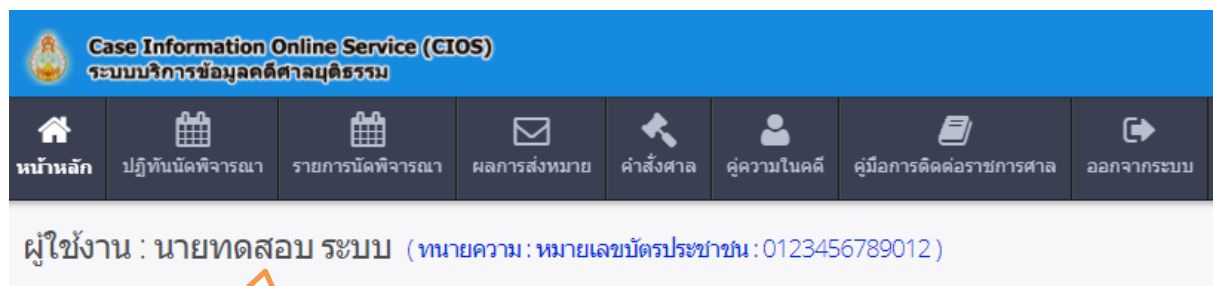 Case Information Online Service (CIOS)
ระบบบริการข้อมูลคดีศาลยุติธรรม
หน้าหลัก ปฏิทินนัดพิจารณา รายการนัดพิจารณา ผลการส่งหมาย คำสั่งศาล คู่ความในคดี คู่มือการติดต่อราชการศาล ออกจากระบบ
ผู้ใช้งาน : นายทดสอบ ระบบ ( ทนายความ : หมายเลขบัตรประชาชน : 0123456789012 )